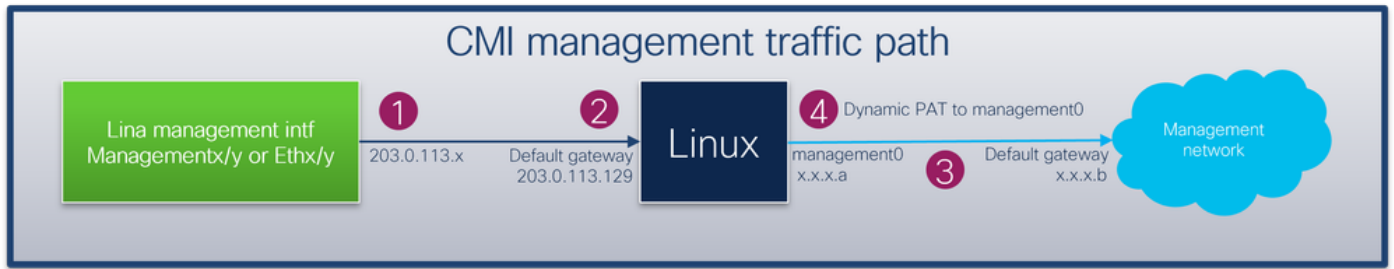 CMI management traffic path
Lina management intf
Managementx/y or Ethx/y
1
203.0.113.x
2
Default gateway
203.0.113.129
Linux
4
Dynamic PAT to management0
management0
x.x.x.a
3
Default gateway
x.x.x.b
Management
network